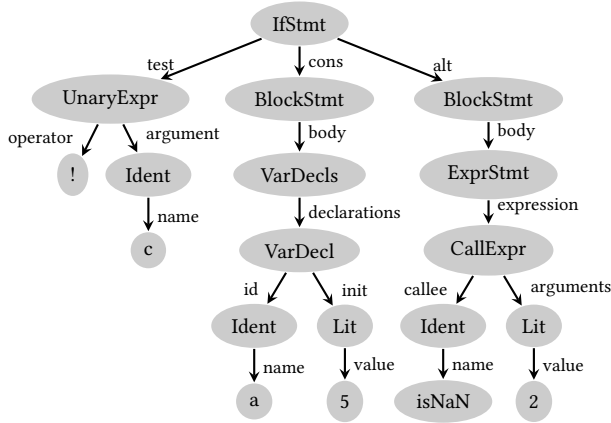 IfStmt
test cons alt
UnaryExpr BlockStmt BlockStmt
operator argument body body
! Ident VarDecls ExprStmt
name declarations expression
c VarDecl CallExpr
id init callee arguments
Ident Lit Ident Lit
name value name value
a 5 isNaN 2